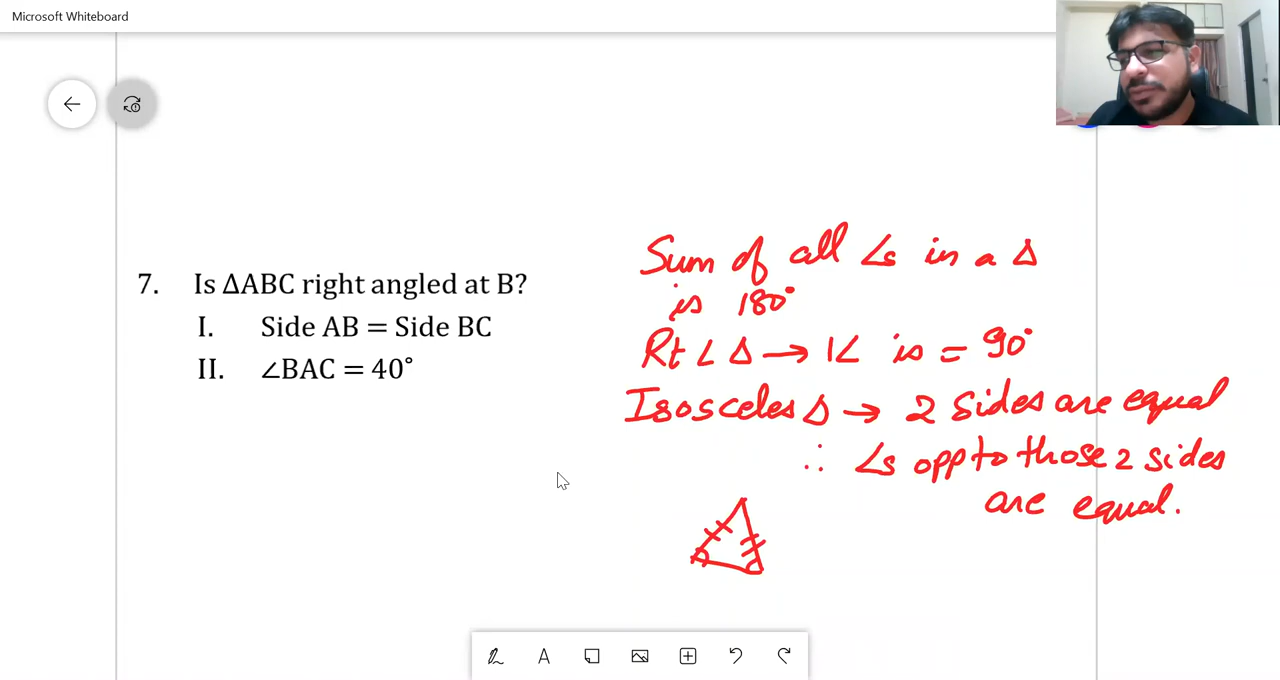 Microsoft Whiteboard
7. Is ΔABC right angled at B?
I. Side AB = Side BC
II. ∠BAC = 40°
Sum of all ∠s in a Δ
is 180°
Rt ∠ Δ → 1∠ is = 90°
Isosceles Δ → 2 sides are equal
∴ ∠s opp to those 2 sides
are equal.